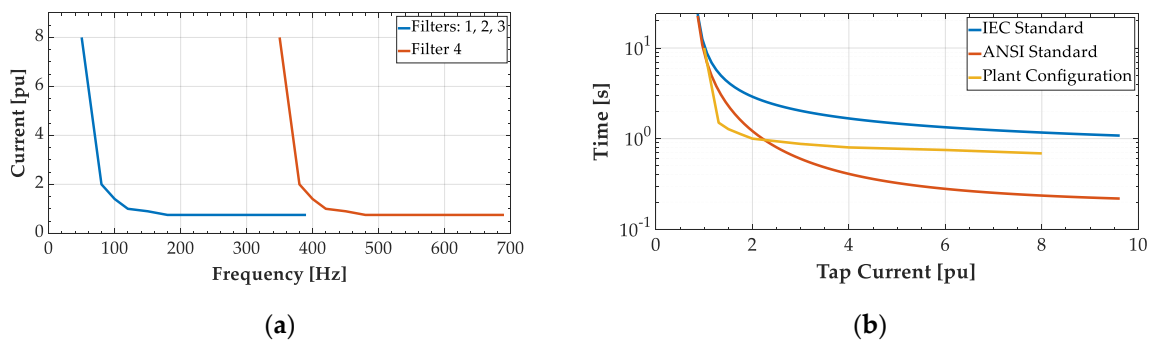 Filters: 1, 2, 3
Filter 4
8
6
4
2
0
Current [pu]
0 100 200 300 400 500 600 700
Frequency [Hz]
(a)
IEC Standard
ANSI Standard
Plant Configuration
10^1
10^0
10^-1
Time [s]
0 2 4 6 8 10
Tap Current [pu]
(b)